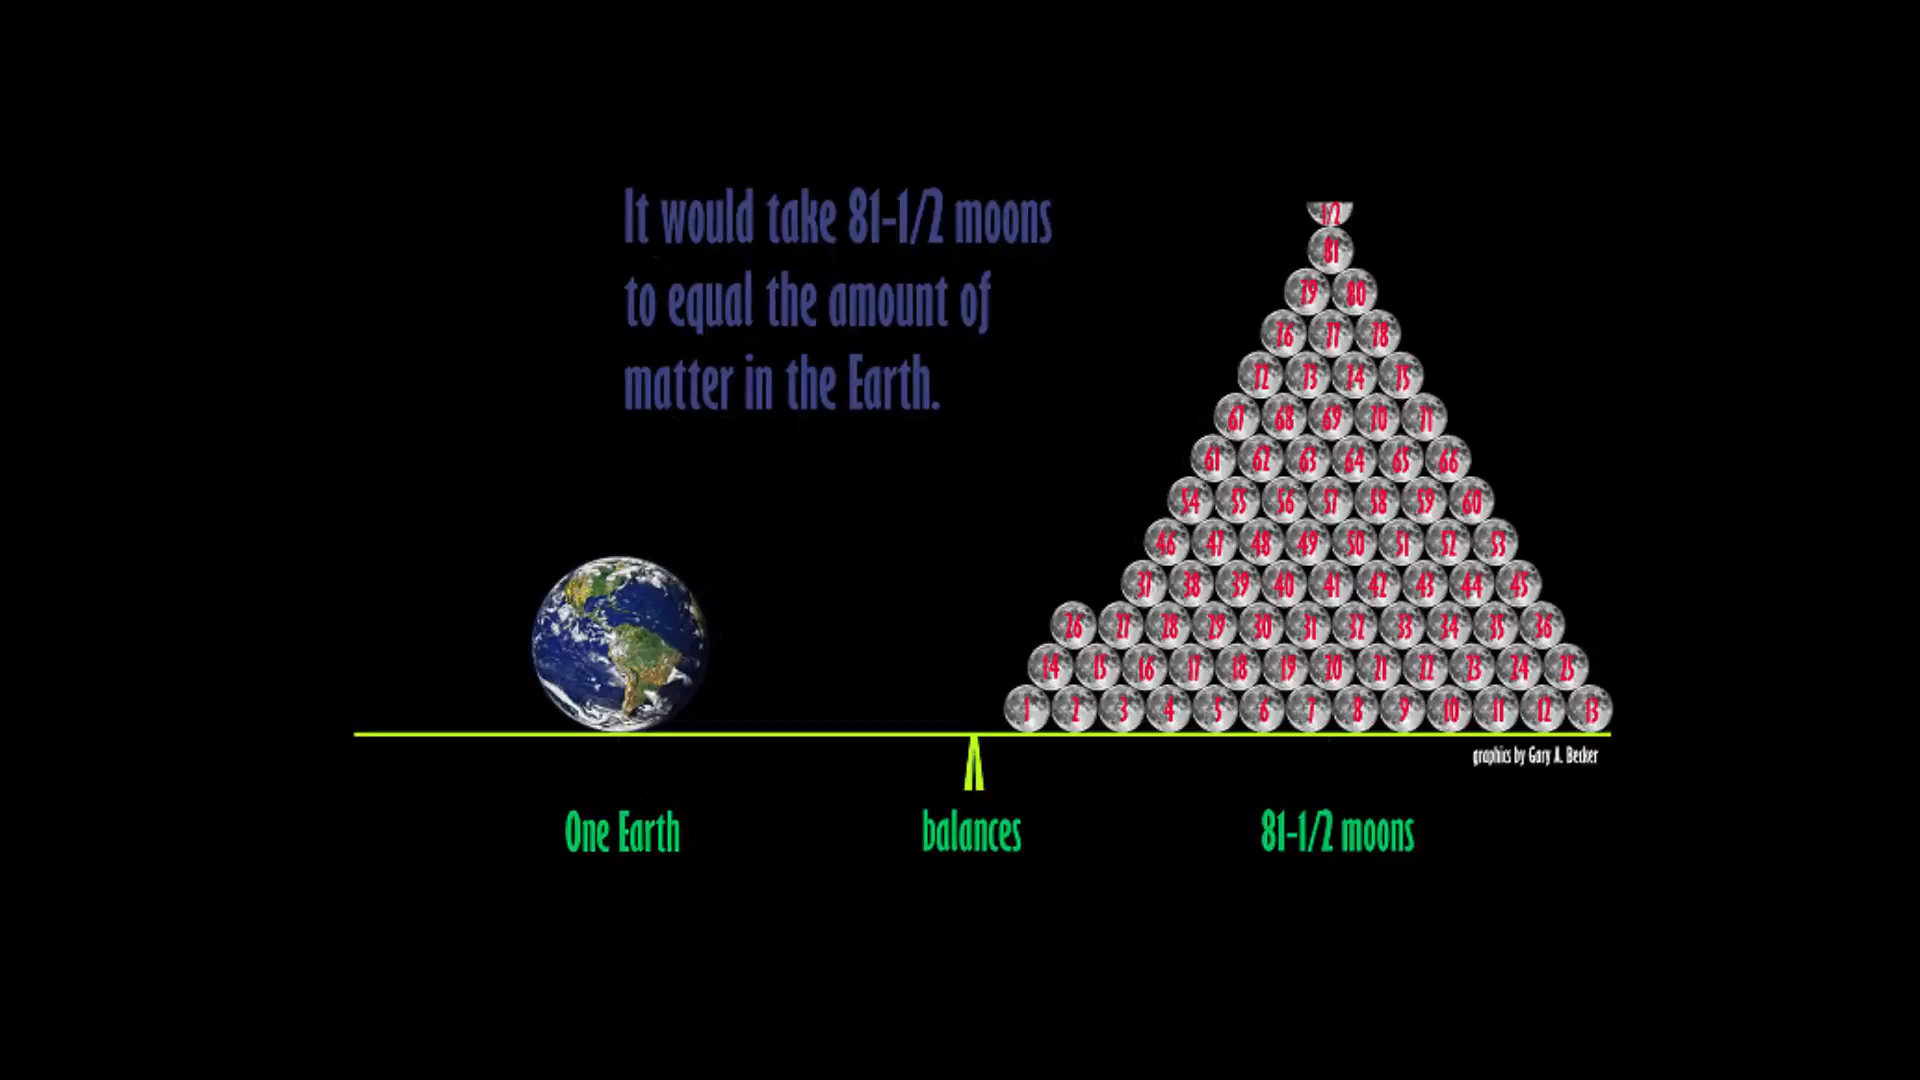 It would take 81-1/2 moons
to equal the amount of
matter in the Earth.
1/2
81
79 80
76 77 78
72 73 74 75
67 68 69 70 71
61 62 63 64 65 66
54 55 56 57 58 59 60
46 47 48 49 50 51 52 53
37 38 39 40 41 42 43 44 45
26 27 28 29 30 31 32 33 34 35 36
14 15 16 17 18 19 20 21 22 23 24 25
1 2 3 4 5 6 7 8 9 10 11 12 13
graphics by Gary A. Becker
One Earth balances 81-1/2 moons